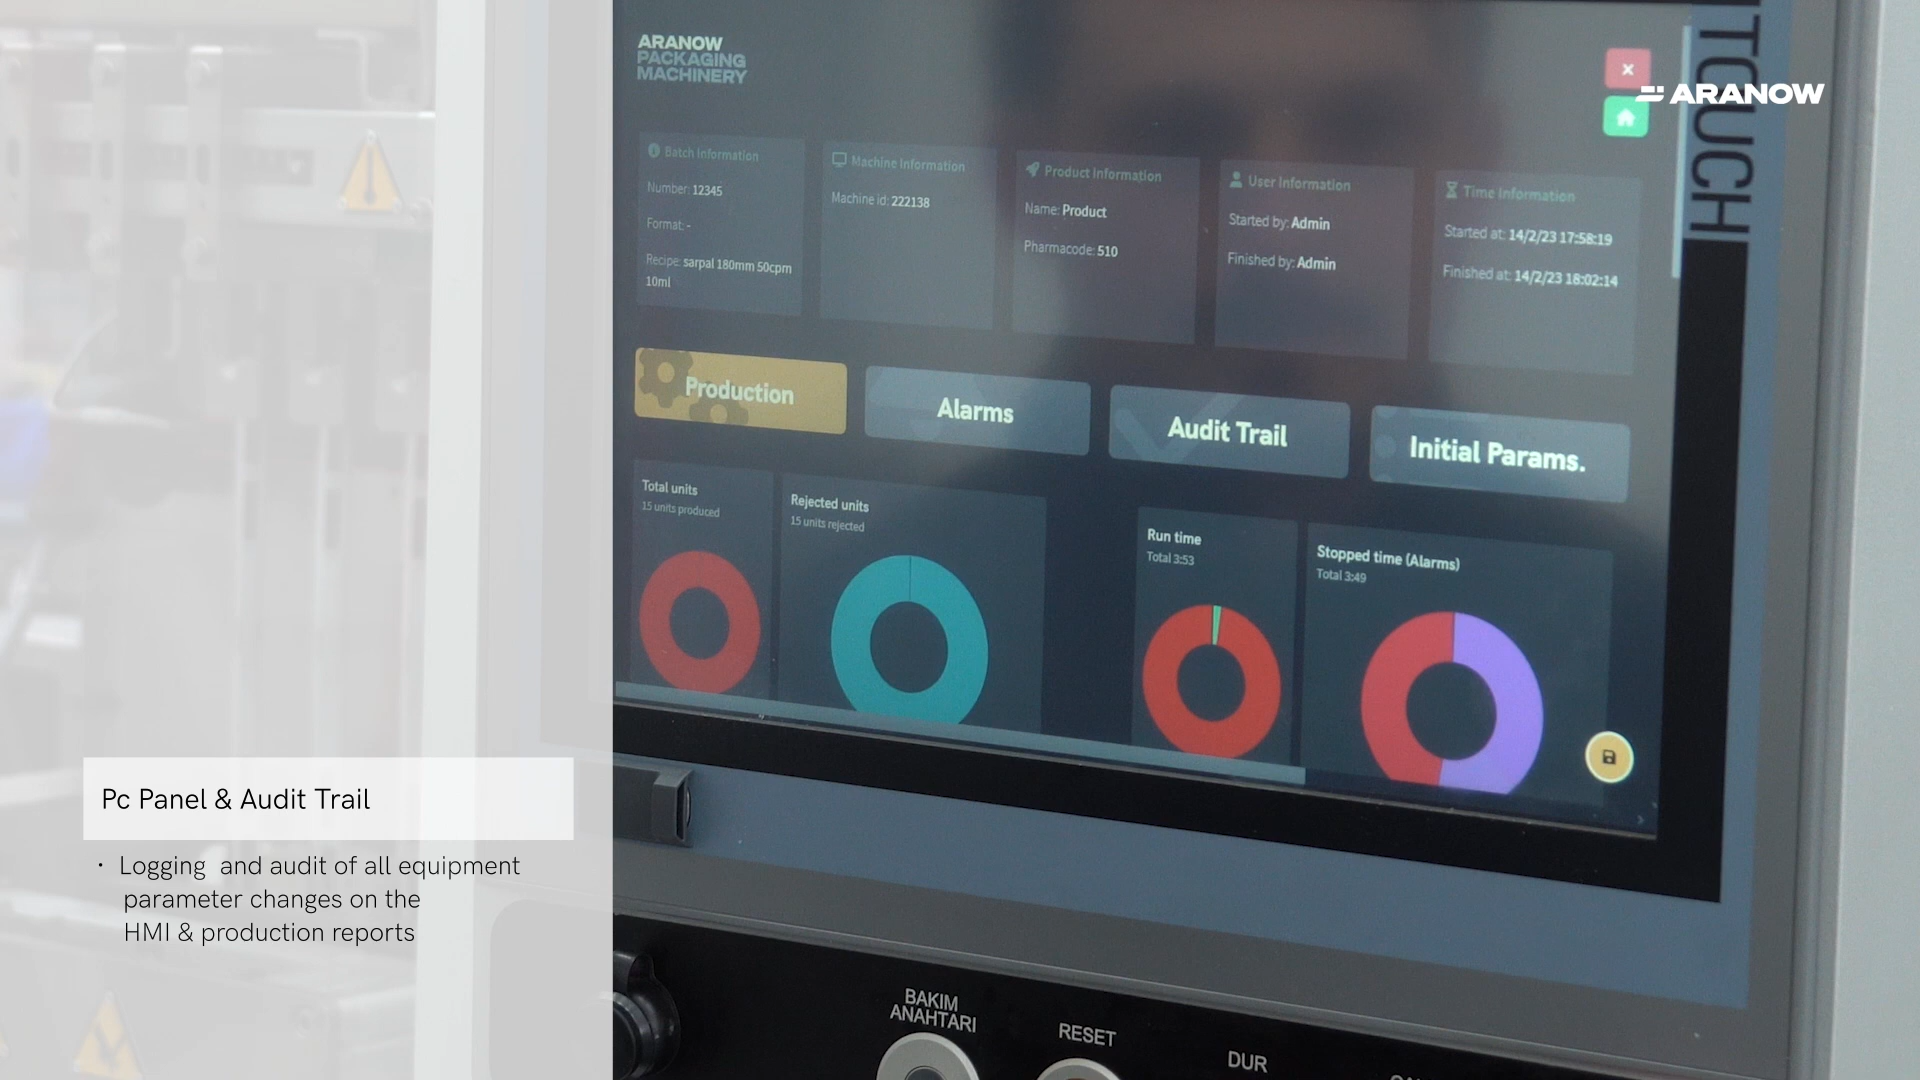 ARANOW
PACKAGING
MACHINERY
ARANOW
TOUCH
Batch Information
Number: 12345
Format: -
Recipe: sarpal 180mm 50cpm
10ml
Machine Information
Machine id: 222138
Product Information
Name: Product
Pharmacode: 510
User Information
Started by: Admin
Finished by: Admin
Time Information
Started at: 14/2/23 17:58:19
Finished at: 14/2/23 18:02:14
Production
Alarms
Audit Trail
Initial Params.
Total units
15 units produced
Rejected units
15 units rejected
Run time
Total 3:53
Stopped time (Alarms)
Total 3:49
Pc Panel & Audit Trail
· Logging  and audit of all equipment
parameter changes on the
HMI & production reports
BAKIM
ANAHTARI
RESET
DUR